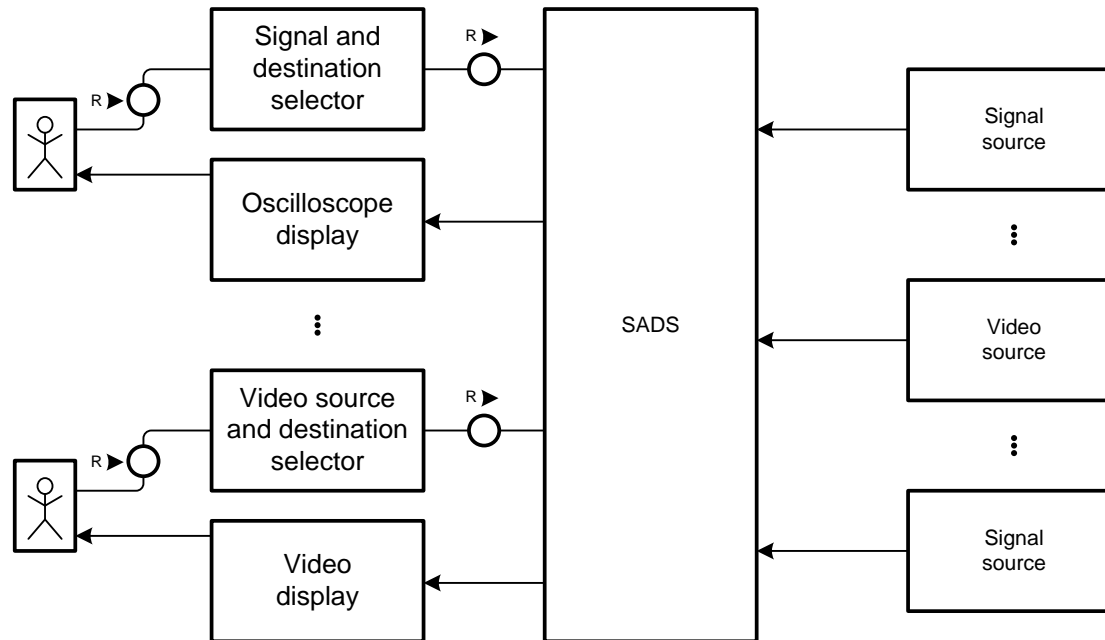 Signal and
destination
selector
R
R
Oscilloscope
display
SADS
Signal
source
Video
source
Signal
source
Video source
and destination
selector
R
R
Video
display